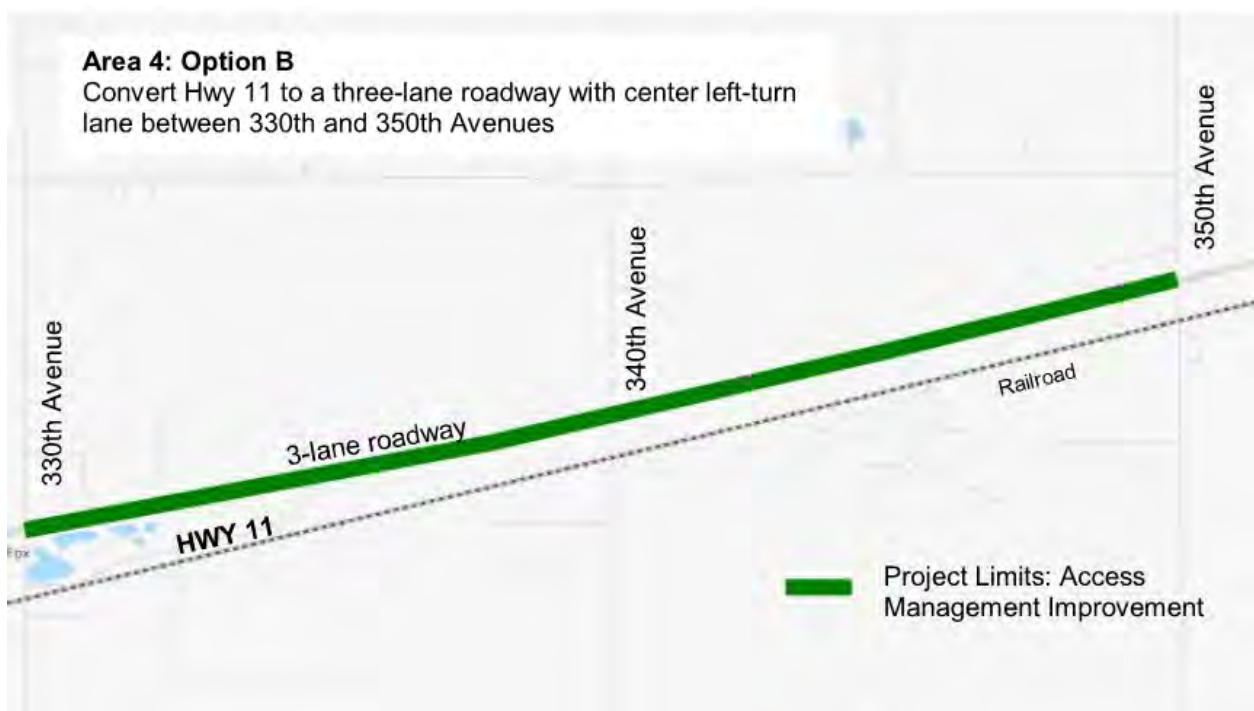 Area 4: Option B
Convert Hwy 11 to a three-lane roadway with center left-turn
lane between 330th and 350th Avenues
350th Avenue
340th Avenue
330th Avenue
3-lane roadway
Railroad
HWY 11
Fox
Project Limits: Access
Management Improvement